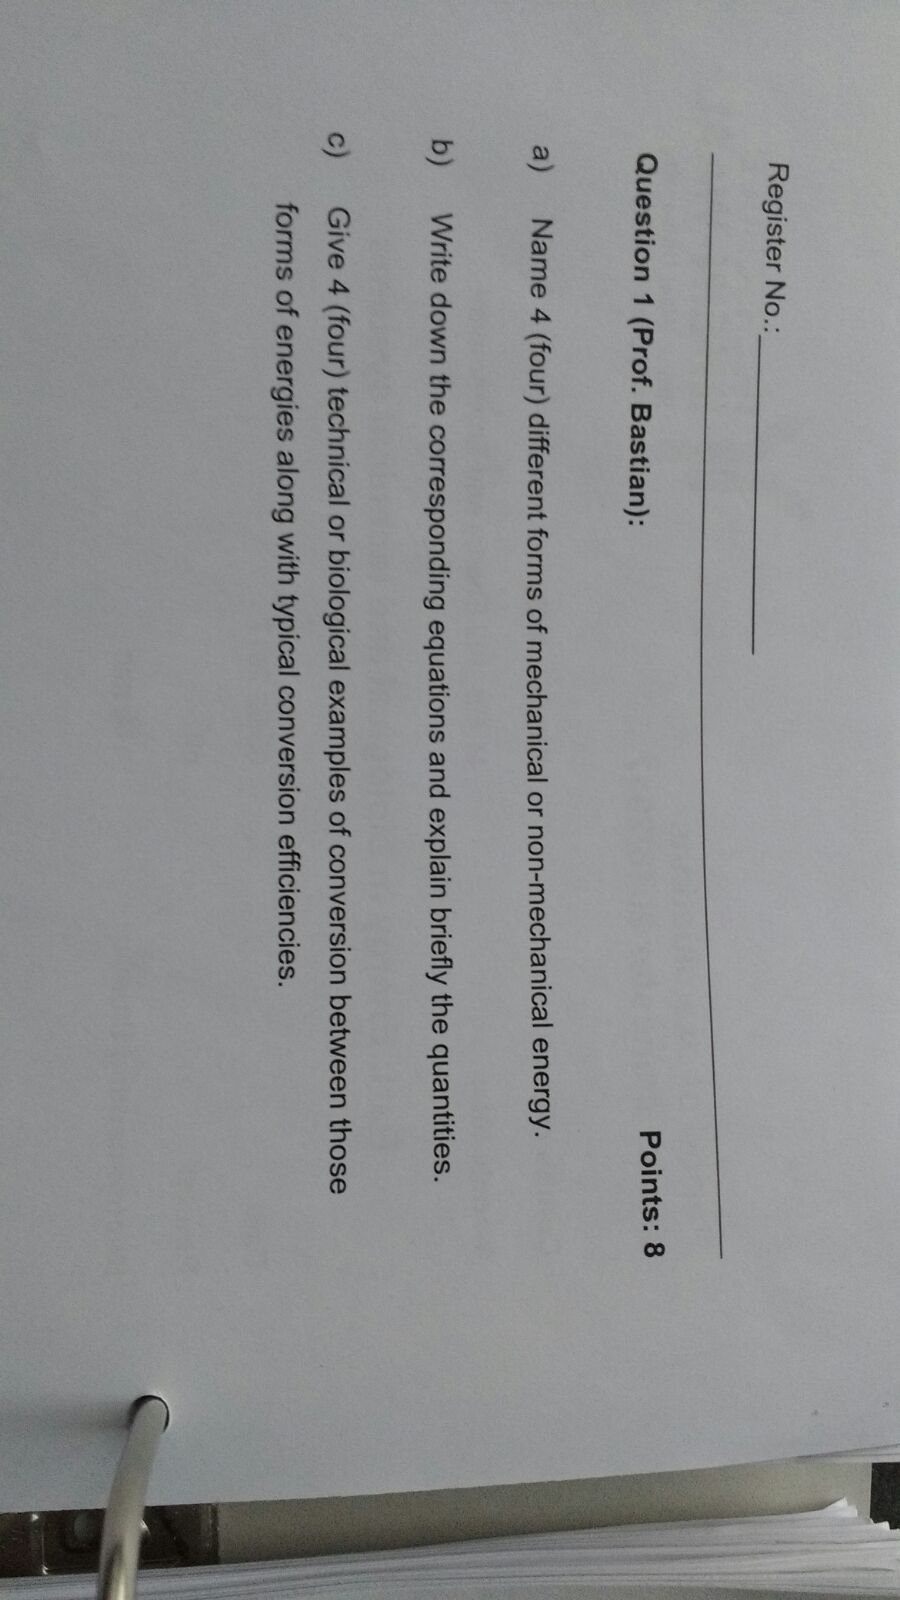 Register No.:
Question 1 (Prof. Bastian): Points: 8
a) Name 4 (four) different forms of mechanical or non-mechanical energy.
b) Write down the corresponding equations and explain briefly the quantities.
c) Give 4 (four) technical or biological examples of conversion between those
forms of energies along with typical conversion efficiencies.